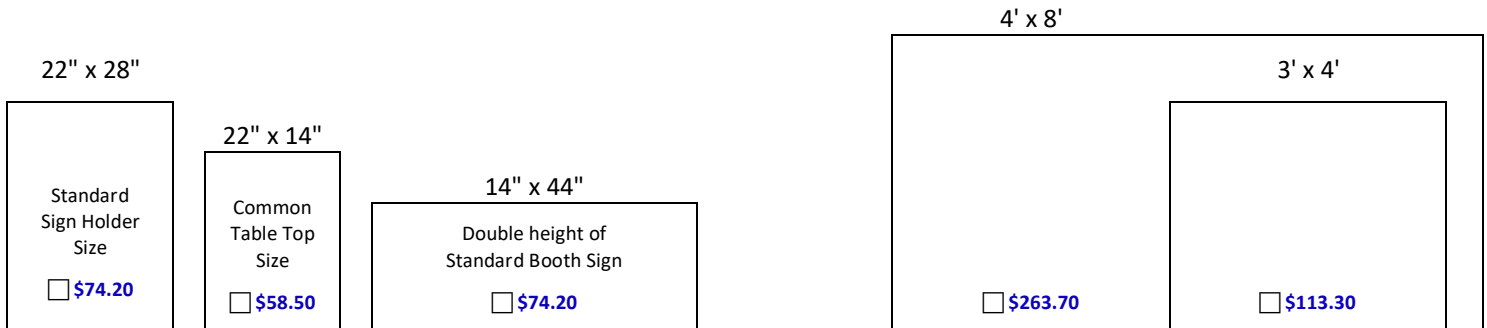 22" x 28"
Standard
Sign Holder
Size
☐ $74.20
22" x 14"
Common
Table Top
Size
☐ $58.50
14" x 44"
Double height of
Standard Booth Sign
☐ $74.20
4' x 8'
☐ $263.70
3' x 4'
☐ $113.30